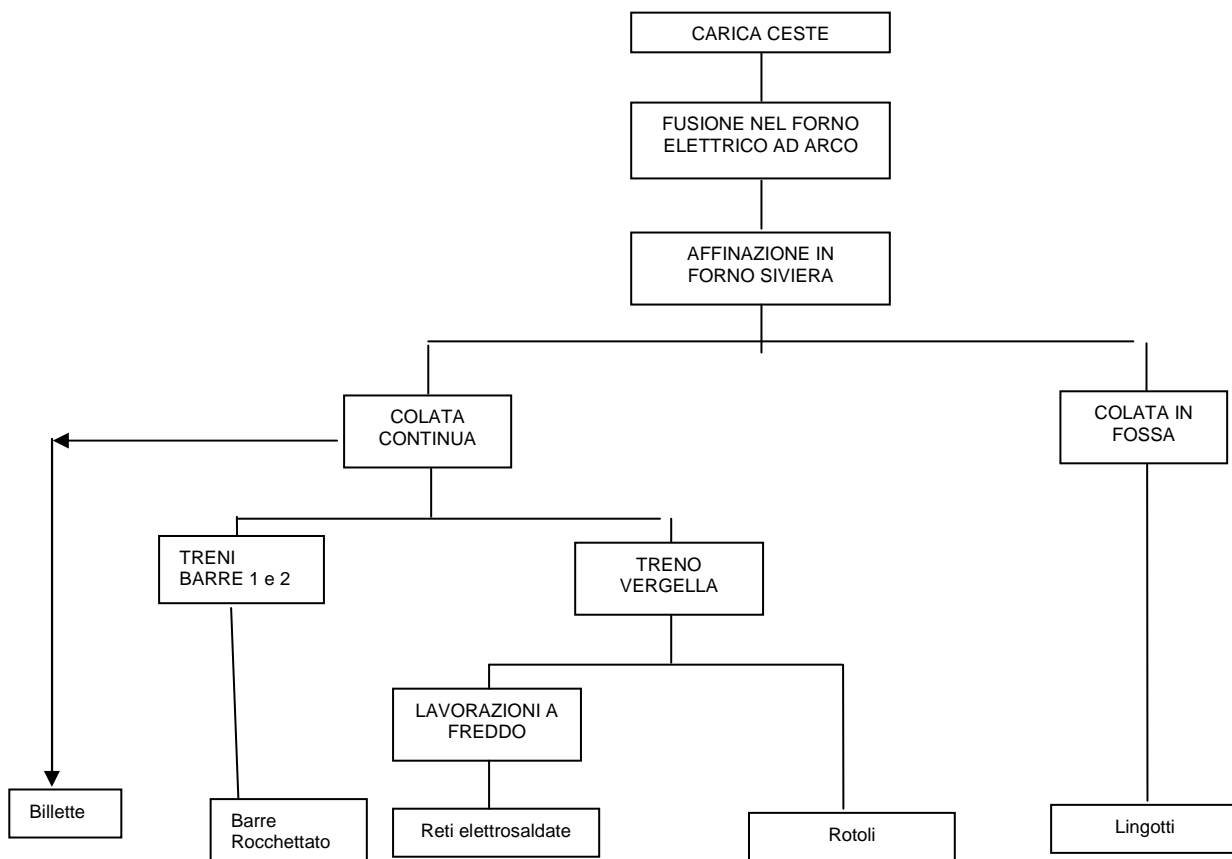 CARICA CESTE
FUSIONE NEL FORNO
ELETTRICO AD ARCO
AFFINAZIONE IN
FORNO SIVIERA
COLATA
CONTINUA
COLATA IN
FOSSA
TRENI
BARRE 1 e 2
TRENO
VERGELLA
LAVORAZIONI A
FREDDO
Billette
Barre
Rocchettato
Reti elettrosaldate
Rotoli
Lingotti